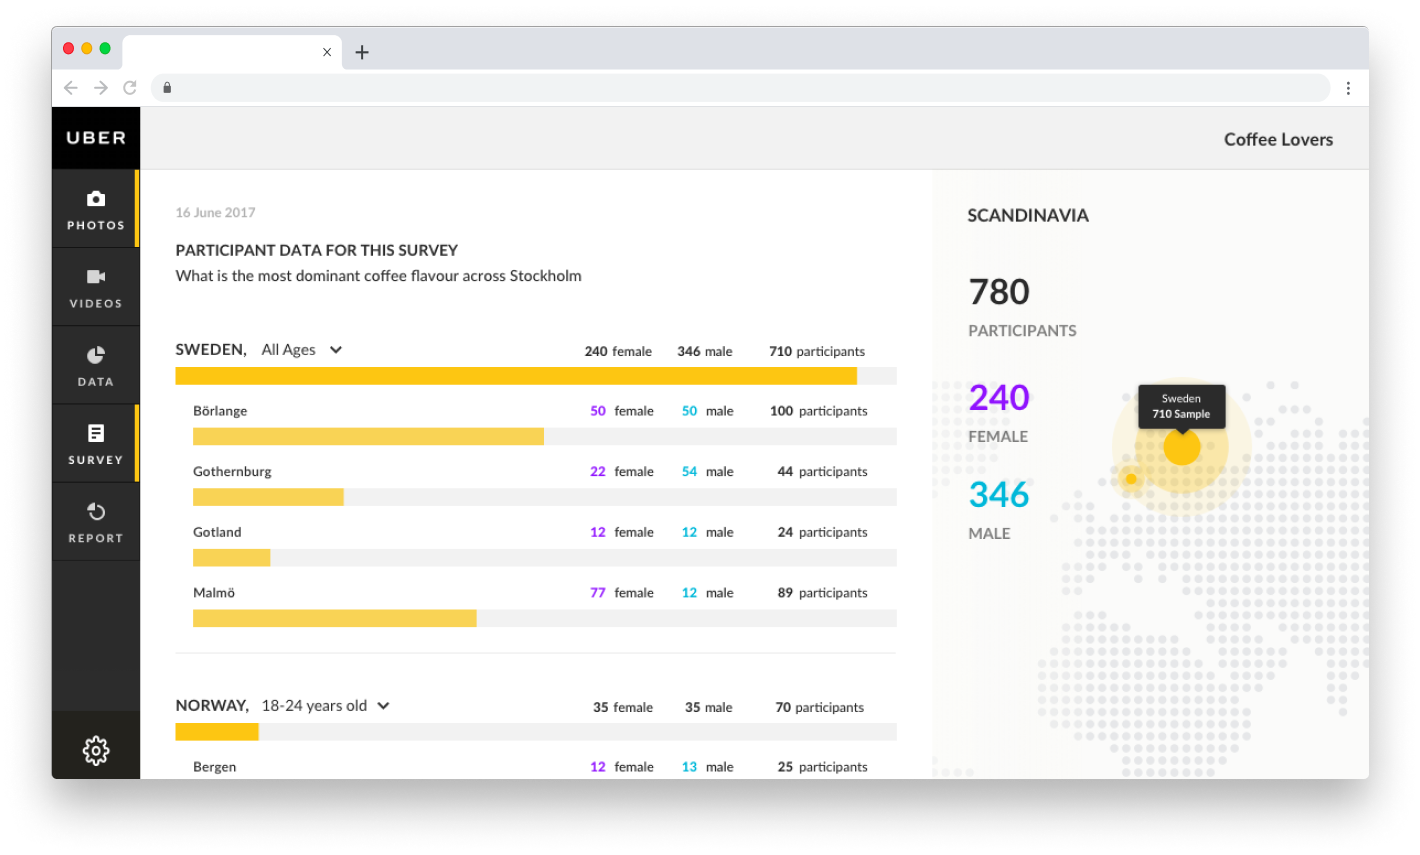 UBER
Coffee Lovers
PHOTOS
VIDEOS
DATA
SURVEY
REPORT
16 June 2017
PARTICIPANT DATA FOR THIS SURVEY
What is the most dominant coffee flavour across Stockholm
SWEDEN, All Ages 240 female 346 male 710 participants
Börlange 50 female 50 male 100 participants
Gothernburg 22 female 54 male 44 participants
Gotland 12 female 12 male 24 participants
Malmö 77 female 12 male 89 participants
NORWAY, 18-24 years old 35 female 35 male 70 participants
Bergen 12 female 13 male 25 participants
SCANDINAVIA
780
PARTICIPANTS
240
FEMALE
346
MALE
Sweden
710 Sample